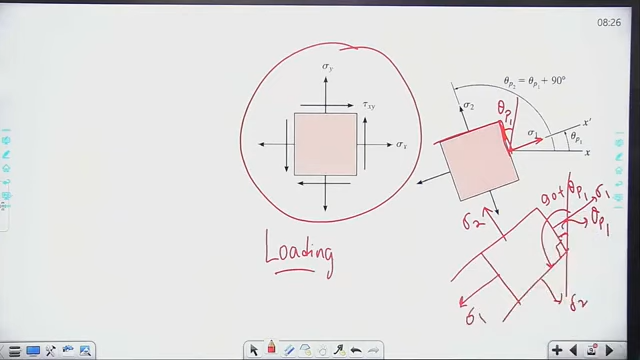 08:26
σy
τxy
σx
Loading
θp₂ = θp₁ + 90°
σ₂
θp₁
σ₁
x'
θp₁
x
90+θp₁
σ₁
θp₁
σ₂
σ₁
σ₂